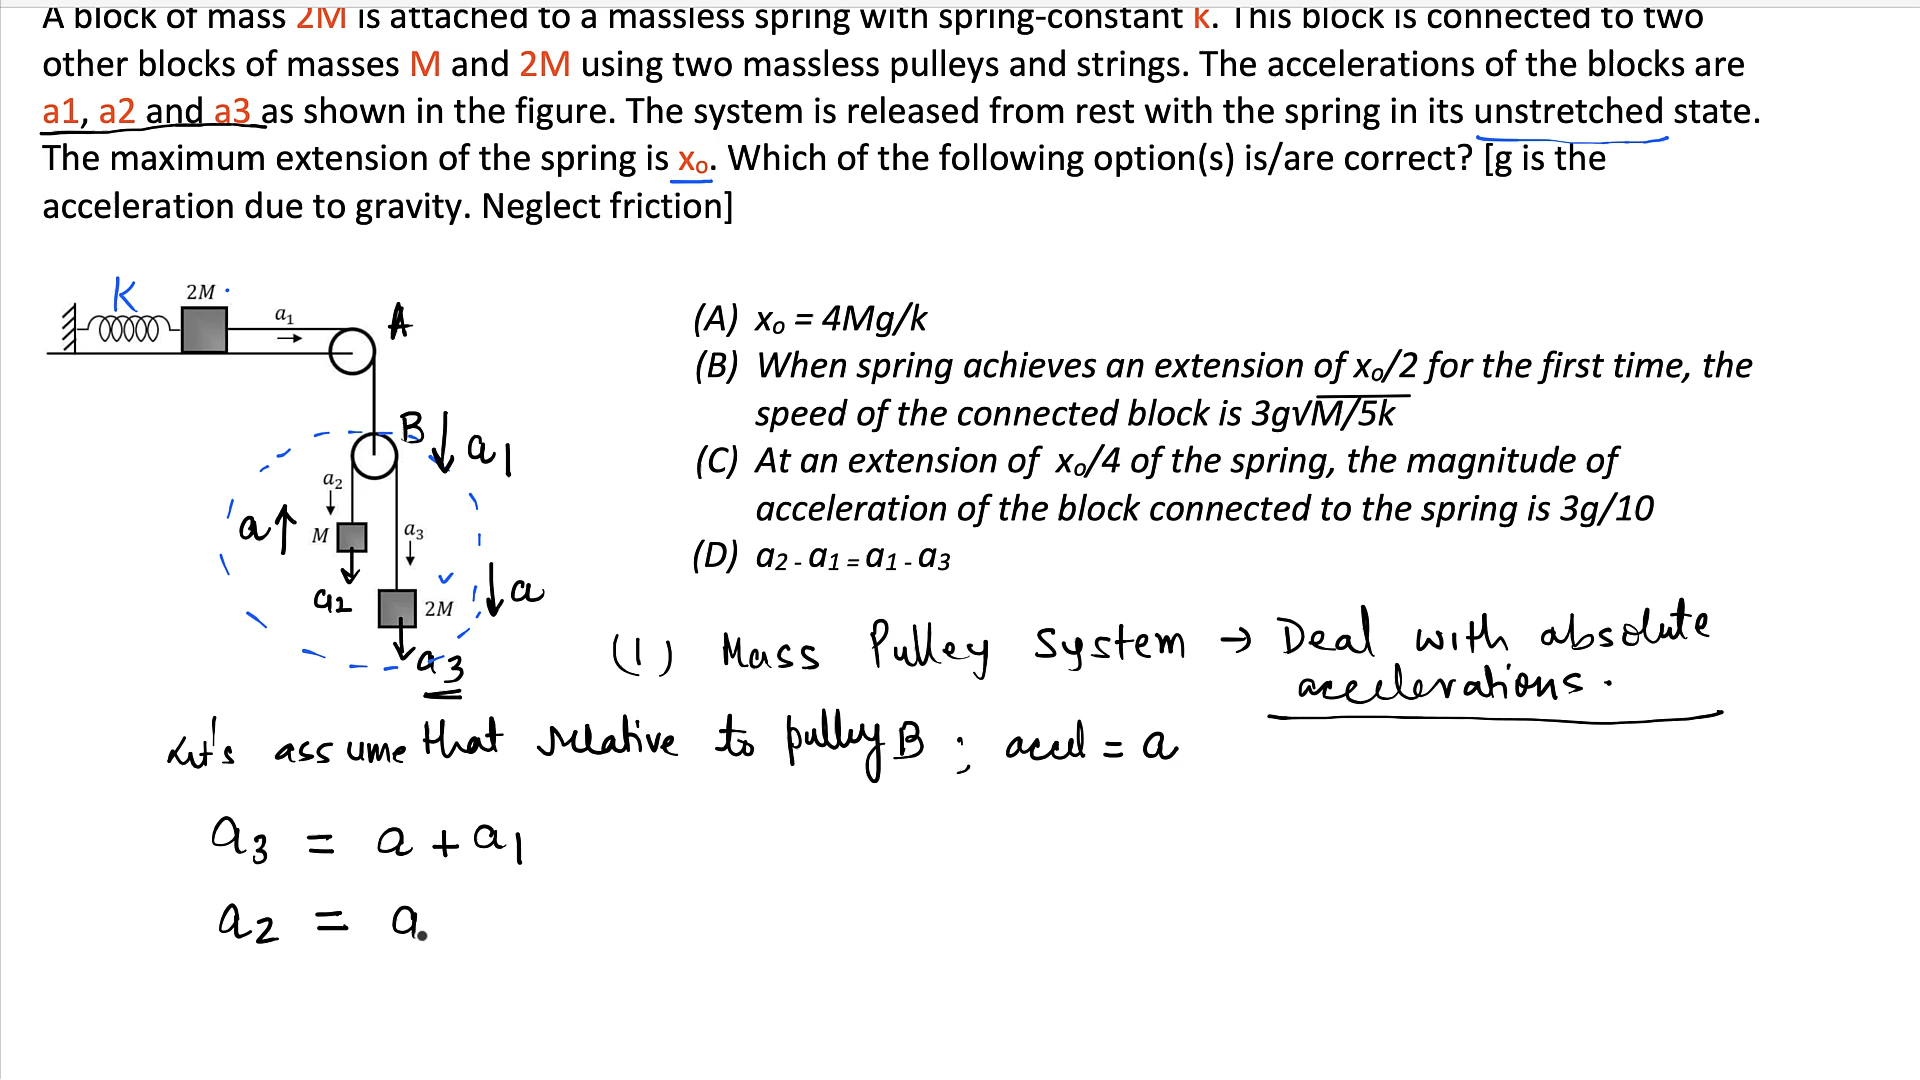 A block of mass 2M is attached to a massless spring with spring-constant k. This block is connected to two
other blocks of masses M and 2M using two massless pulleys and strings. The accelerations of the blocks are
a1, a2 and a3 as shown in the figure. The system is released from rest with the spring in its unstretched state.
The maximum extension of the spring is x₀. Which of the following option(s) is/are correct? [g is the
acceleration due to gravity. Neglect friction]
K
2M
a₁
A
(A) x₀ = 4Mg/k
(B) When spring achieves an extension of x₀/2 for the first time, the
speed of the connected block is 3g√M/5k
(C) At an extension of x₀/4 of the spring, the magnitude of
acceleration of the block connected to the spring is 3g/10
(D) a₂ - a₁ = a₁ - a₃
B ↓ a1
a₂
a ↑
M
a₃
a2
2M
↓ a
a3
(1) Mass Pulley System → Deal with absolute
accelerations.
Let's assume that relative to pulley B ; accel = a
a3 = a + a1
a2 = a